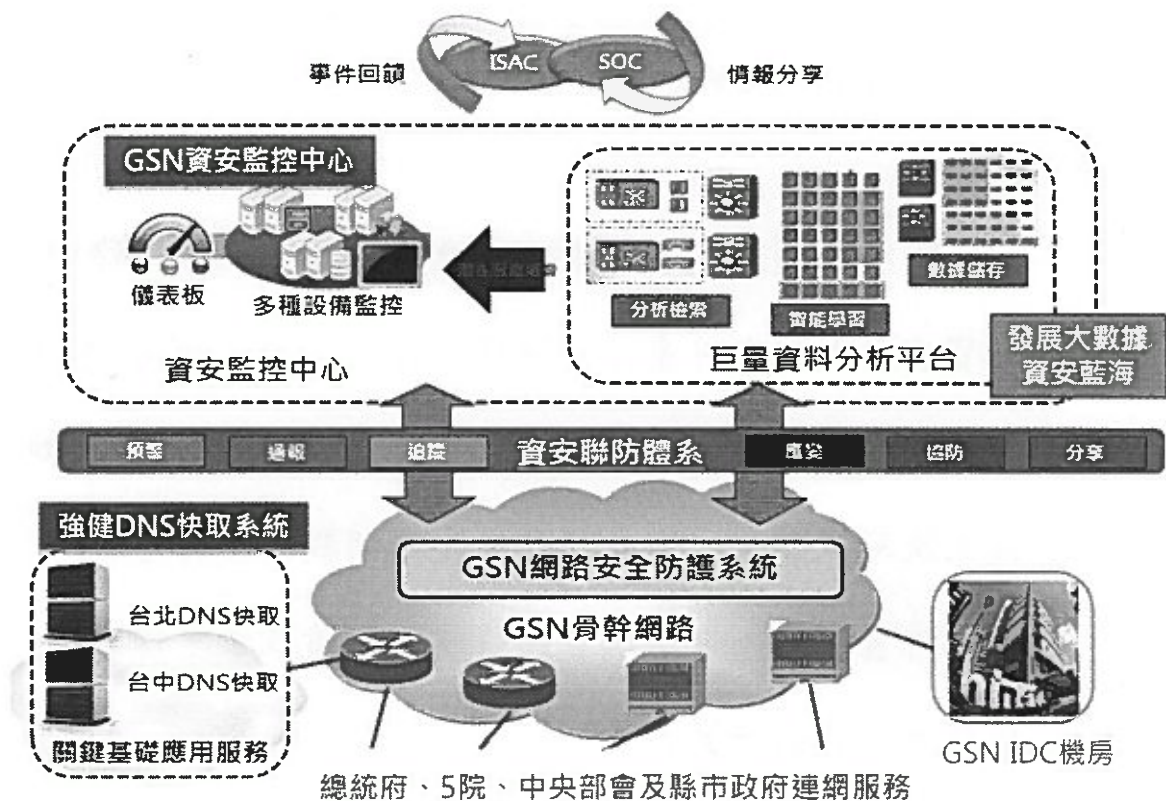 ISAC
SOC
事件回饋
情報分享
GSN資安監控中心
儀表板
多種設備監控
資安監控中心
分析檢索
智能學習
數據儲存
巨量資料分析平台
發展大數據
資安藍海
預警
通報
追蹤
資安聯防體系
應變
協防
分享
強健DNS快取系統
台北DNS快取
台中DNS快取
關鍵基礎應用服務
GSN網路安全防護系統
GSN骨幹網路
GSN IDC機房
總統府、5院、中央部會及縣市政府連網服務